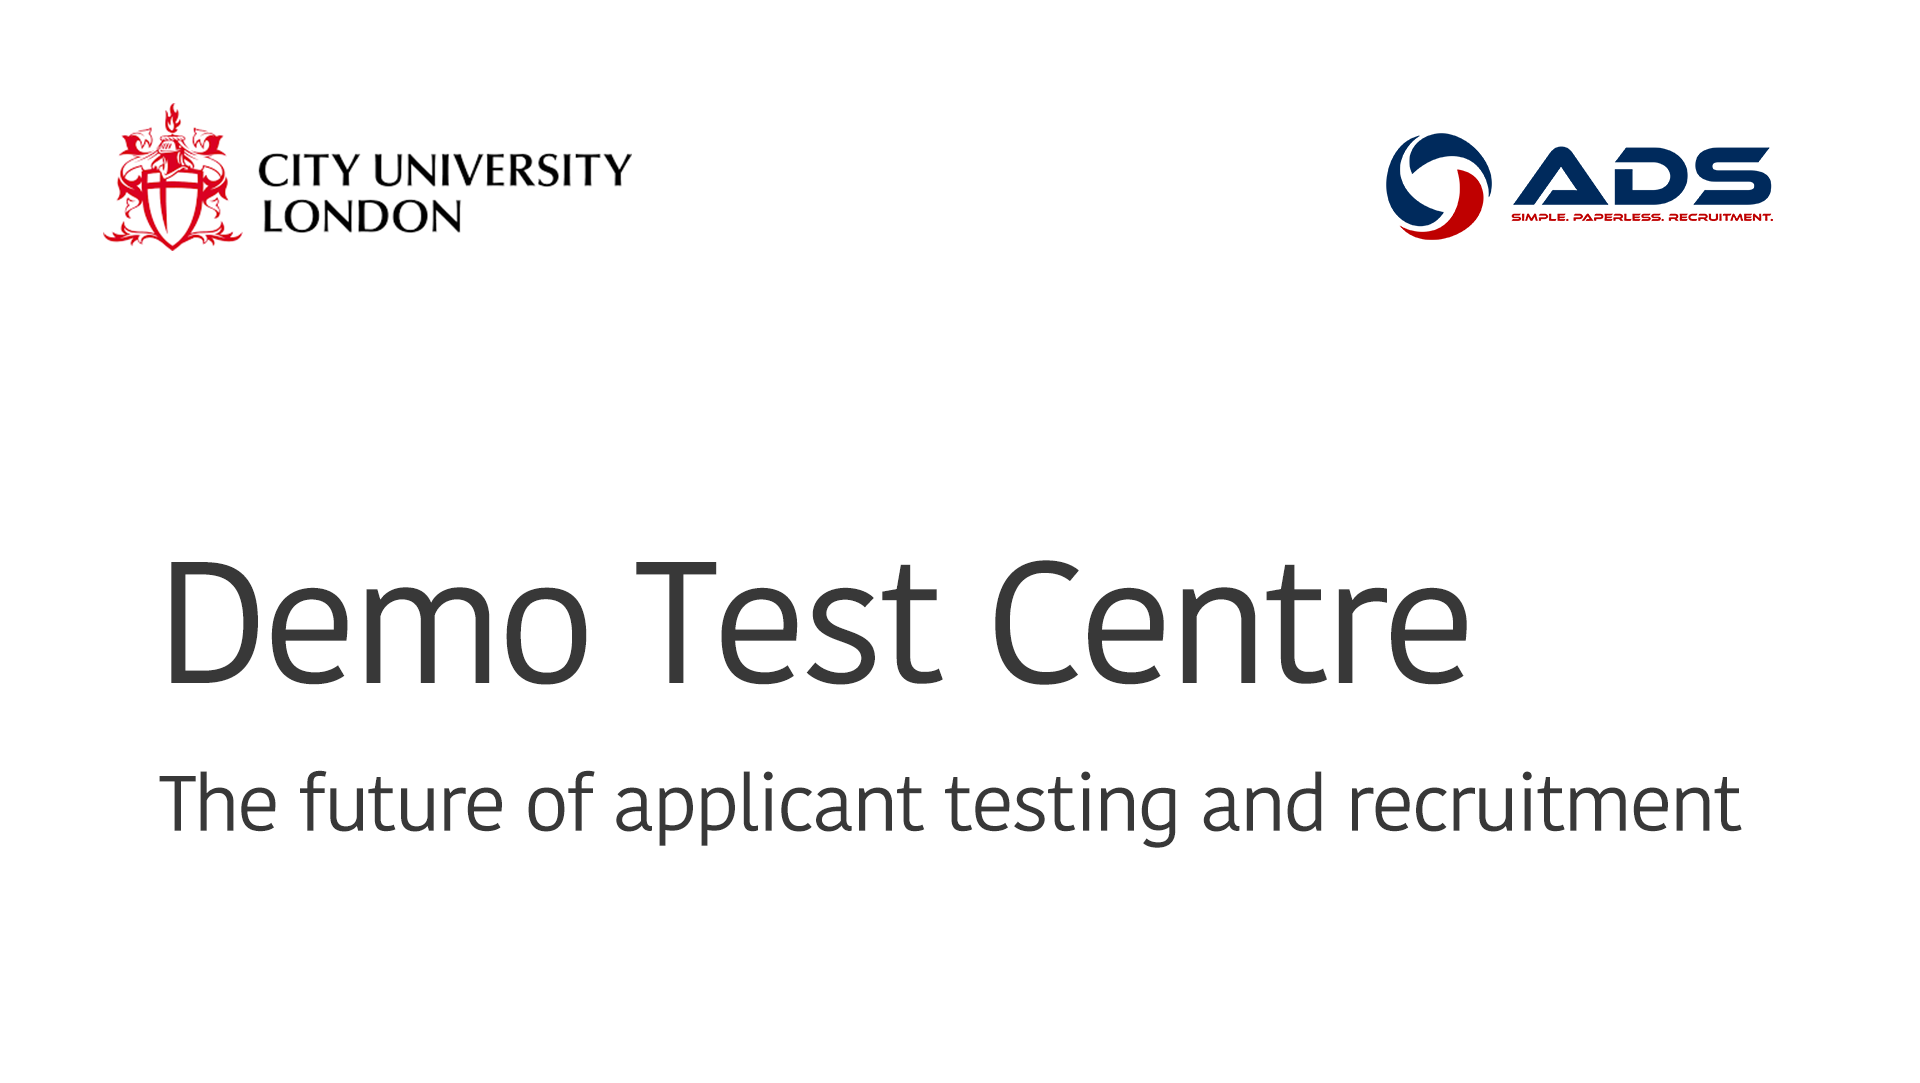 CITY UNIVERSITY
LONDON
ADS
SIMPLE. PAPERLESS. RECRUITMENT.
Demo Test Centre
The future of applicant testing and recruitment